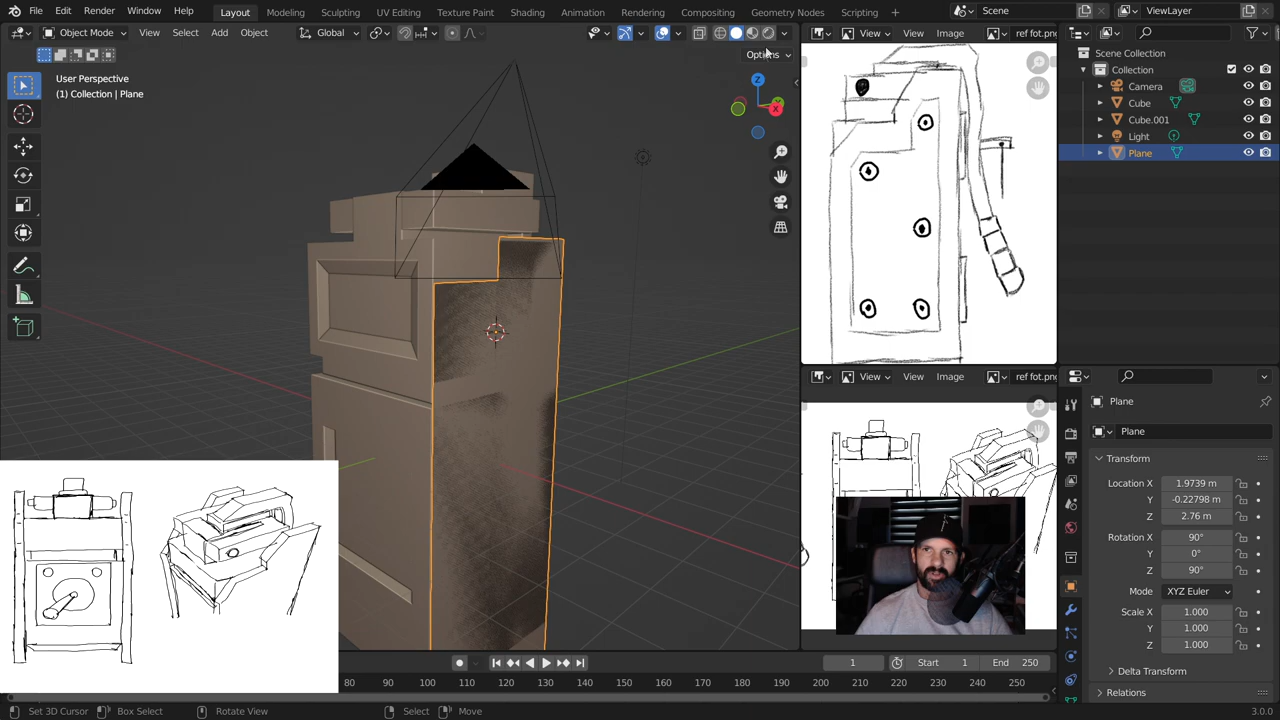 File Edit Render Window Help Layout Modeling Sculpting UV Editing Texture Paint Shading Animation Rendering Compositing Geometry Nodes Scripting Scene ViewLayer
Object Mode View Select Add Object Global View View Image ref fot.png
Options
User Perspective
(1) Collection | Plane
Z
X
Scene Collection
Collection
Camera
Cube
Cube.001
Light
Plane
View View Image ref fot.png
Plane
Plane
Transform
Location X 1.9739 m
Y -0.22798 m
Z 2.76 m
Rotation X 90°
Y 0°
Z 90°
Mode XYZ Euler
Scale X 1.000
Y 1.000
Z 1.000
Delta Transform
Relations
1 Start 1 End 250
80 90 100 110 120 130 140 150 160 170 180 190 200 210 220 230 240 250
Set 3D Cursor Box Select Rotate View Select Move 3.0.0